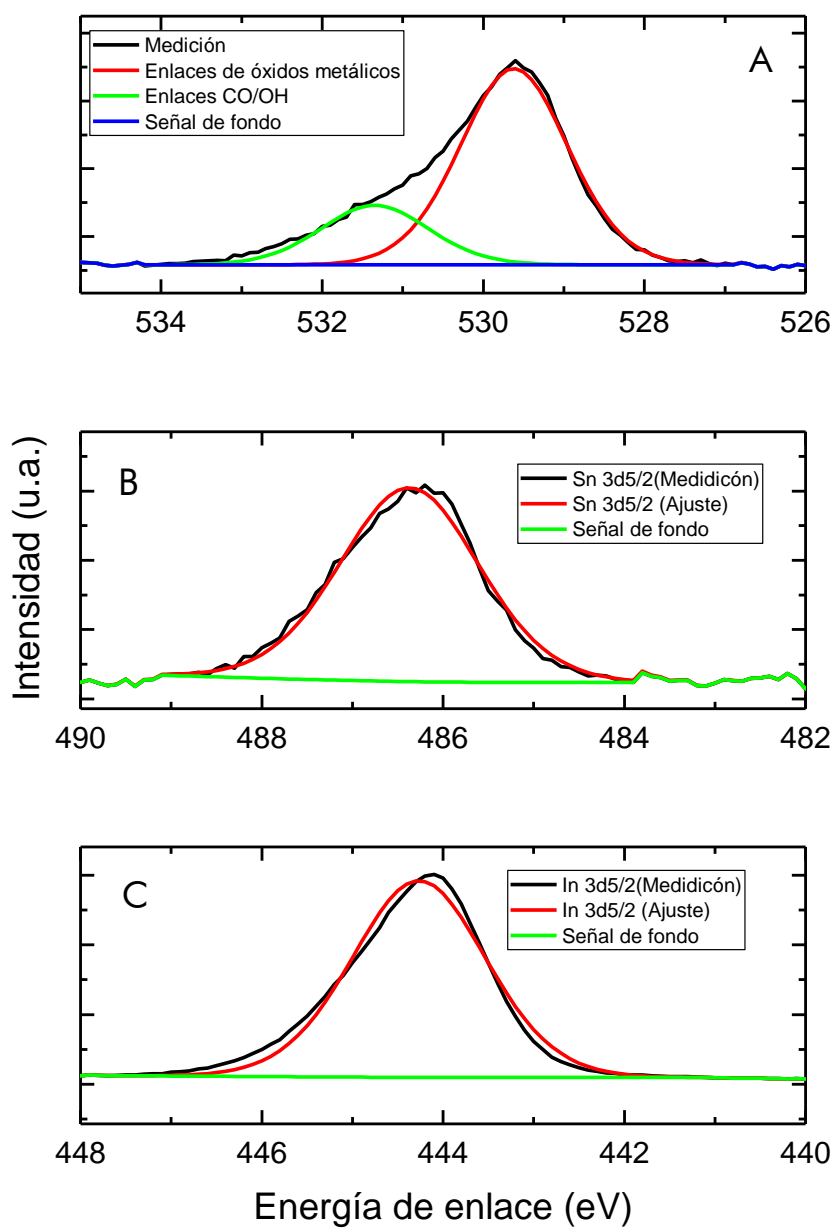 Medición
Enlaces de óxidos metálicos
Enlaces CO/OH
Señal de fondo
A
534 532 530 528 526
B
Sn 3d5/2(Medidicón)
Sn 3d5/2 (Ajuste)
Señal de fondo
490 488 486 484 482
Intensidad (u.a.)
C
In 3d5/2(Medidicón)
In 3d5/2 (Ajuste)
Señal de fondo
448 446 444 442 440
Energía de enlace (eV)